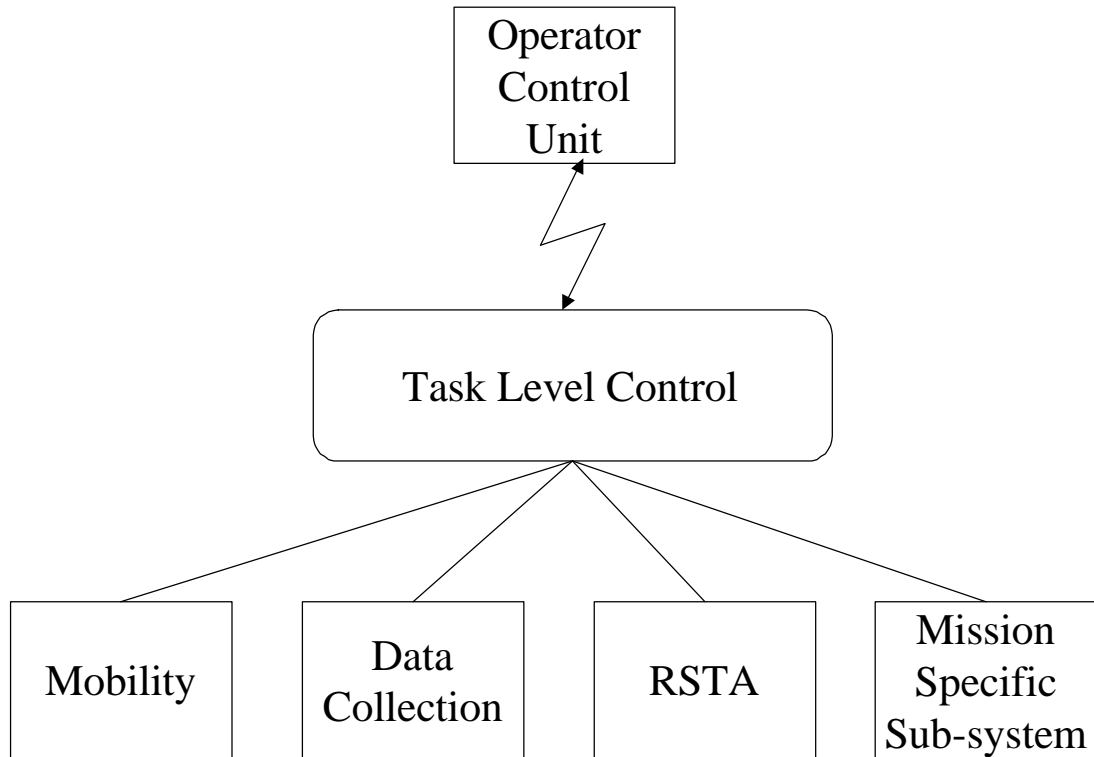 Operator
Control
Unit
Task Level Control
Mobility
Data
Collection
RSTA
Mission
Specific
Sub-system